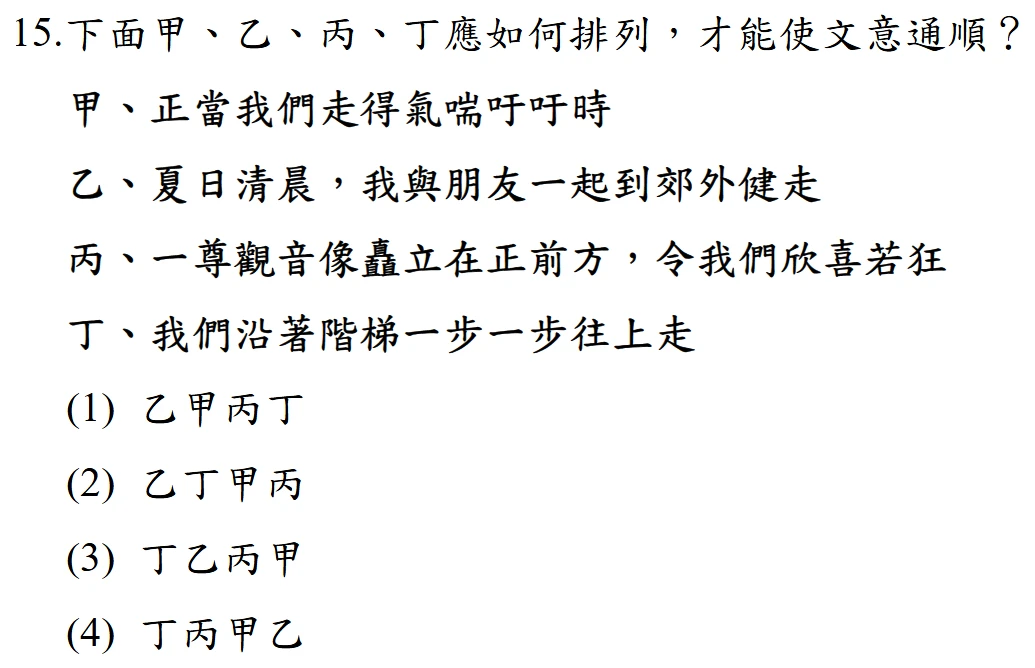 15.下面甲、乙、丙、丁應如何排列，才能使文意通順？
甲、正當我們走得氣喘吁吁時
乙、夏日清晨，我與朋友一起到郊外健走
丙、一尊觀音像矗立在正前方，令我們欣喜若狂
丁、我們沿著階梯一步一步往上走
(1) 乙甲丙丁
(2) 乙丁甲丙
(3) 丁乙丙甲
(4) 丁丙甲乙